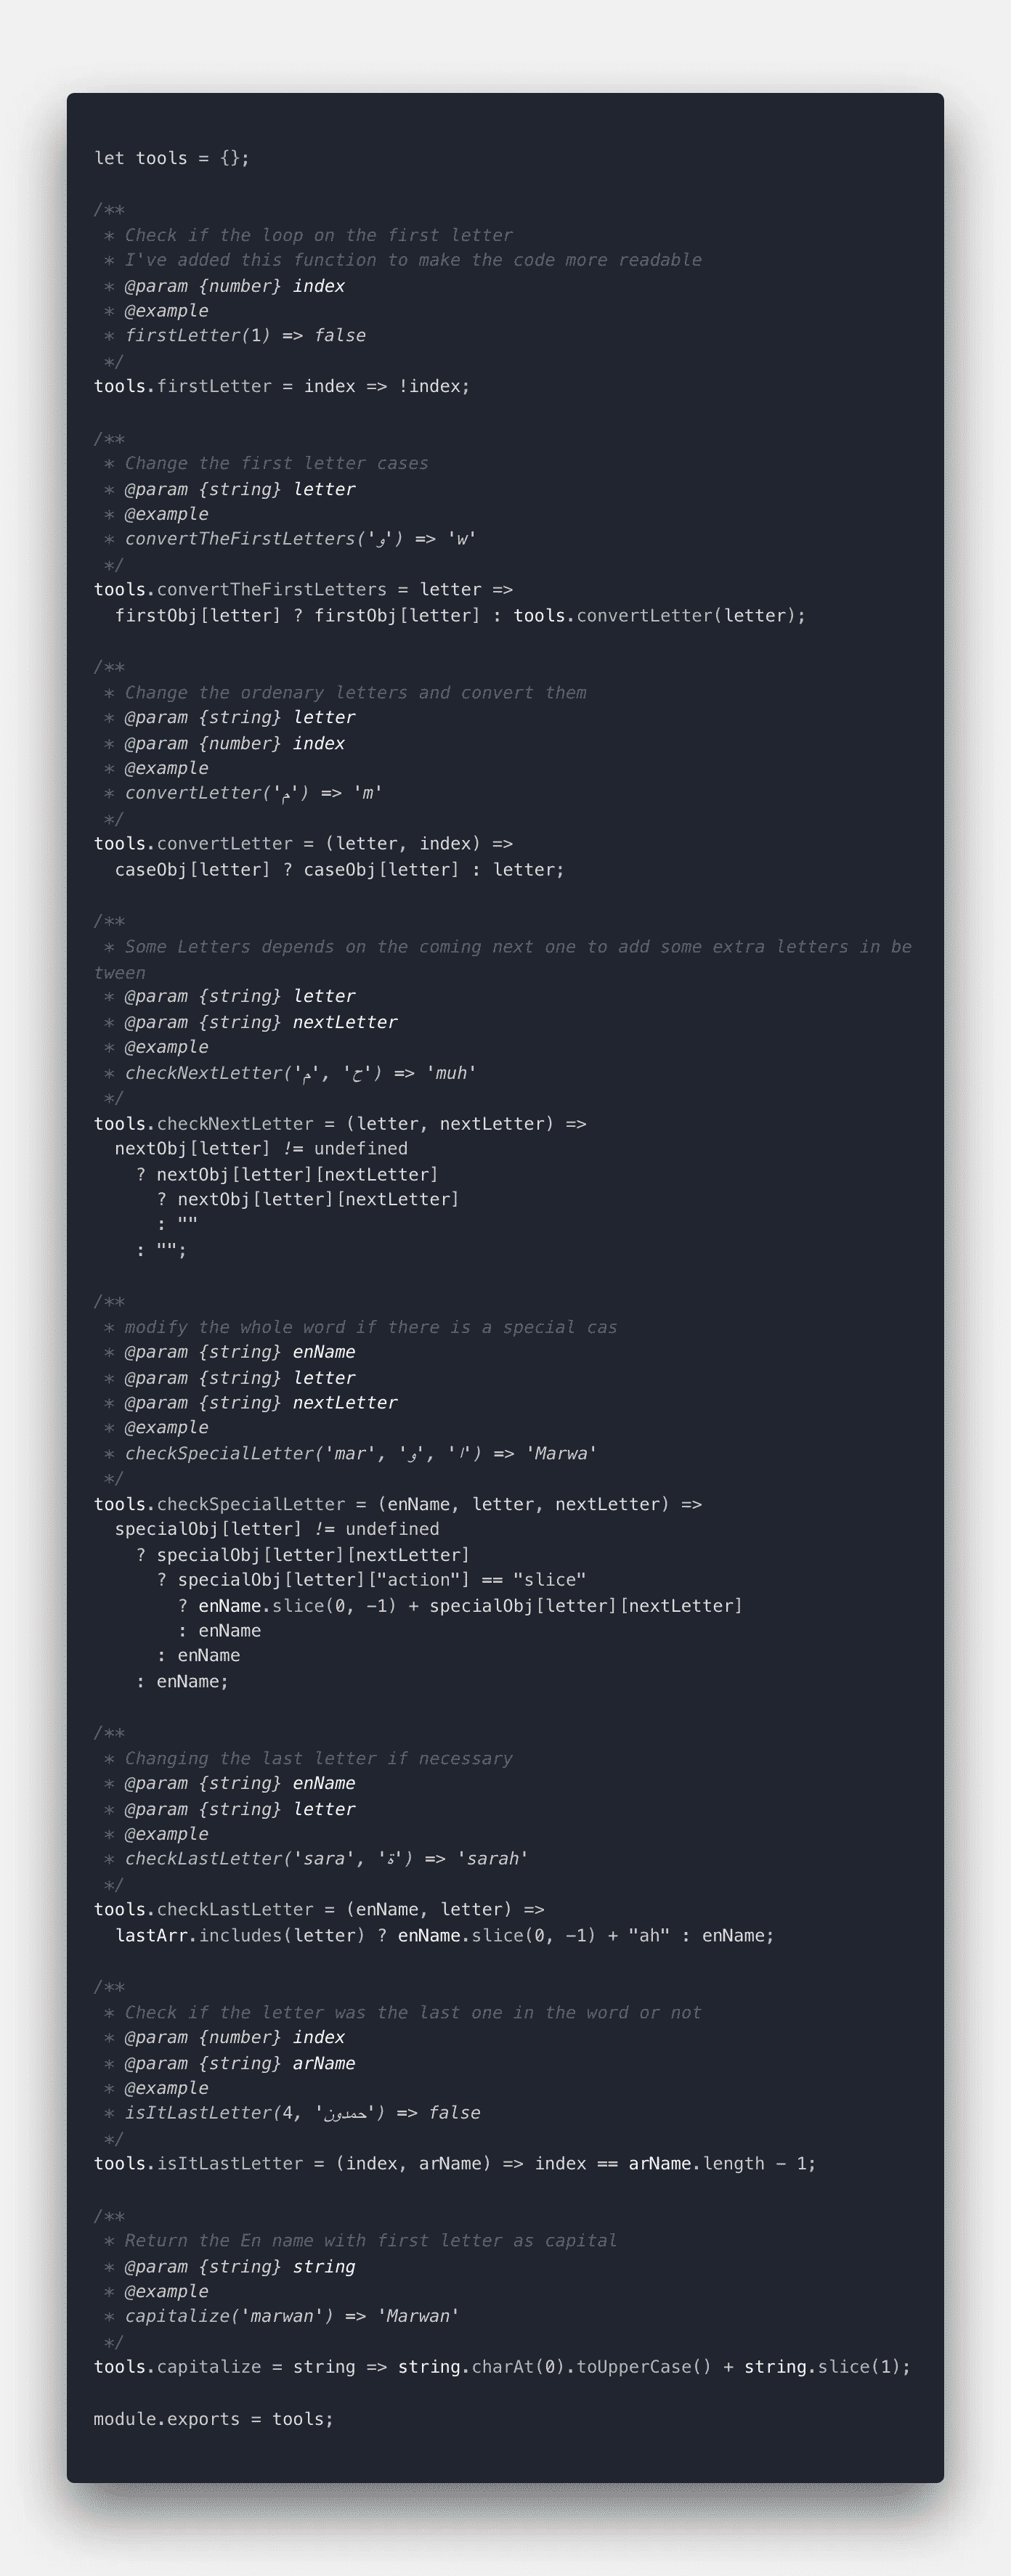 let tools = {};
/**
 * Check if the loop on the first letter
 * I've added this function to make the code more readable
 * @param {number} index
 * @example
 * firstLetter(1) => false
 */
tools.firstLetter = index => !index;
/**
 * Change the first letter cases
 * @param {string} letter
 * @example
 * convertTheFirstLetters('و') => 'w'
 */
tools.convertTheFirstLetters = letter =>
  firstObj[letter] ? firstObj[letter] : tools.convertLetter(letter);
/**
 * Change the ordenary letters and convert them
 * @param {string} letter
 * @param {number} index
 * @example
 * convertLetter('م') => 'm'
 */
tools.convertLetter = (letter, index) =>
  caseObj[letter] ? caseObj[letter] : letter;
/**
 * Some Letters depends on the coming next one to add some extra letters in be
tween
 * @param {string} letter
 * @param {string} nextLetter
 * @example
 * checkNextLetter('م', 'ح') => 'muh'
 */
tools.checkNextLetter = (letter, nextLetter) =>
  nextObj[letter] != undefined
    ? nextObj[letter][nextLetter]
      ? nextObj[letter][nextLetter]
      : ""
    : "";
/**
 * modify the whole word if there is a special cas
 * @param {string} enName
 * @param {string} letter
 * @param {string} nextLetter
 * @example
 * checkSpecialLetter('mar', 'و', 'ا') => 'Marwa'
 */
tools.checkSpecialLetter = (enName, letter, nextLetter) =>
  specialObj[letter] != undefined
    ? specialObj[letter][nextLetter]
      ? specialObj[letter]["action"] == "slice"
        ? enName.slice(0, -1) + specialObj[letter][nextLetter]
        : enName
      : enName
    : enName;
/**
 * Changing the last letter if necessary
 * @param {string} enName
 * @param {string} letter
 * @example
 * checkLastLetter('sara', 'ة') => 'sarah'
 */
tools.checkLastLetter = (enName, letter) =>
  lastArr.includes(letter) ? enName.slice(0, -1) + "ah" : enName;
/**
 * Check if the letter was the last one in the word or not
 * @param {number} index
 * @param {string} arName
 * @example
 * isItLastLetter(4, 'حمدون') => false
 */
tools.isItLastLetter = (index, arName) => index == arName.length - 1;
/**
 * Return the En name with first letter as capital
 * @param {string} string
 * @example
 * capitalize('marwan') => 'Marwan'
 */
tools.capitalize = string => string.charAt(0).toUpperCase() + string.slice(1);
module.exports = tools;